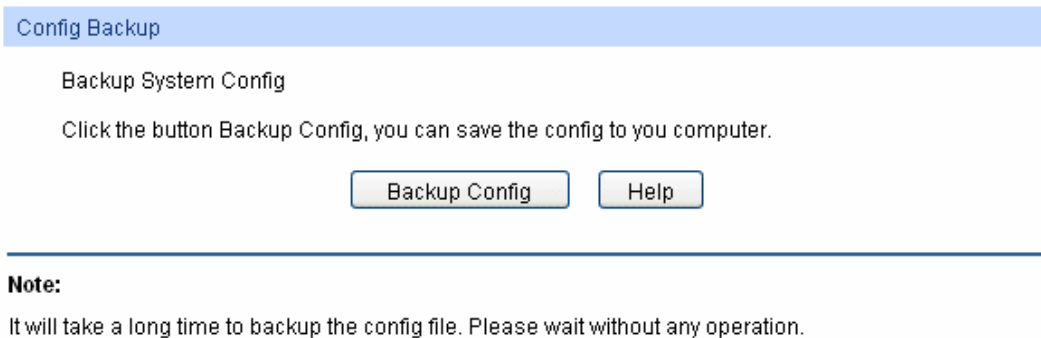 Config Backup
Backup System Config
Click the button Backup Config, you can save the config to you computer.
Backup Config Help
Note:
It will take a long time to backup the config file. Please wait without any operation.